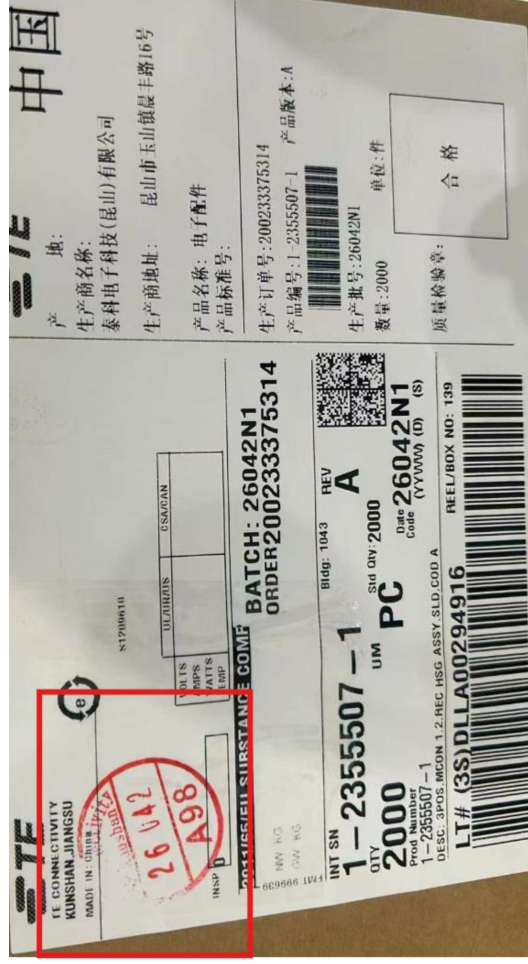 TE
TE CONNECTIVITY
KUNSHAN JIANGSU
MADE IN: China
e
S1709610
26 042
A98
INSP 0
VOLTS
AMPS
WATTS
TEMP
UL/UR/US
CSA/CAN
2011/65/EU SUBSTANCE COMP
NW KG
GW KG
FMI 999639
BATCH: 26042N1
ORDER200233375314
INT SN
1-2355507-1
Bldg: 1043
REV
A
QTY
2000
UM
PC
Std Qty: 2000
Date Code 26042N1
(YYWW) (D) (S)
Prod Number
1-2355507-1
DESC: 3POS.MCON 1.2.REC HSG ASSY.SLD.COD A
LT# (3S)DLLA00294916
REEL/BOX NO: 139
TE
中国
产 地:
生产商名称:
泰科电子科技(昆山)有限公司
生产商地址: 昆山市玉山镇晨丰路16号
产品名称: 电子配件
产品标准号:
生产订单号:200233375314
产品编号:1-2355507-1 产品版本:A
生产批号:26042N1
数量:2000 单位:件
质量检验章:
合 格